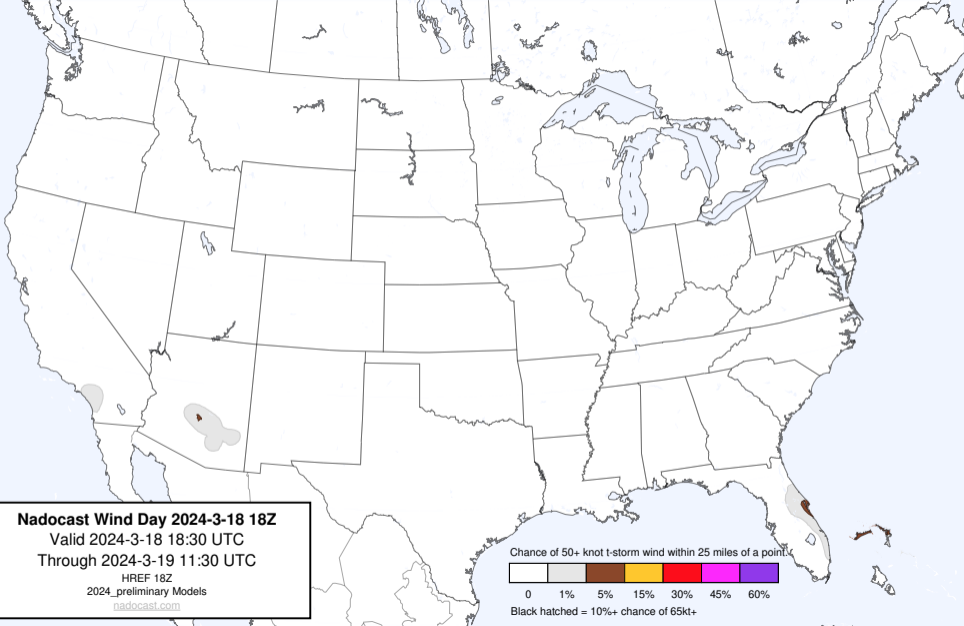 Nadocast Wind Day 2024-3-18 18Z
Valid 2024-3-18 18:30 UTC
Through 2024-3-19 11:30 UTC
HREF 18Z
2024_preliminary Models
nadocast.com
Chance of 50+ knot t-storm wind within 25 miles of a point.
0 1% 5% 15% 30% 45% 60%
Black hatched = 10%+ chance of 65kt+